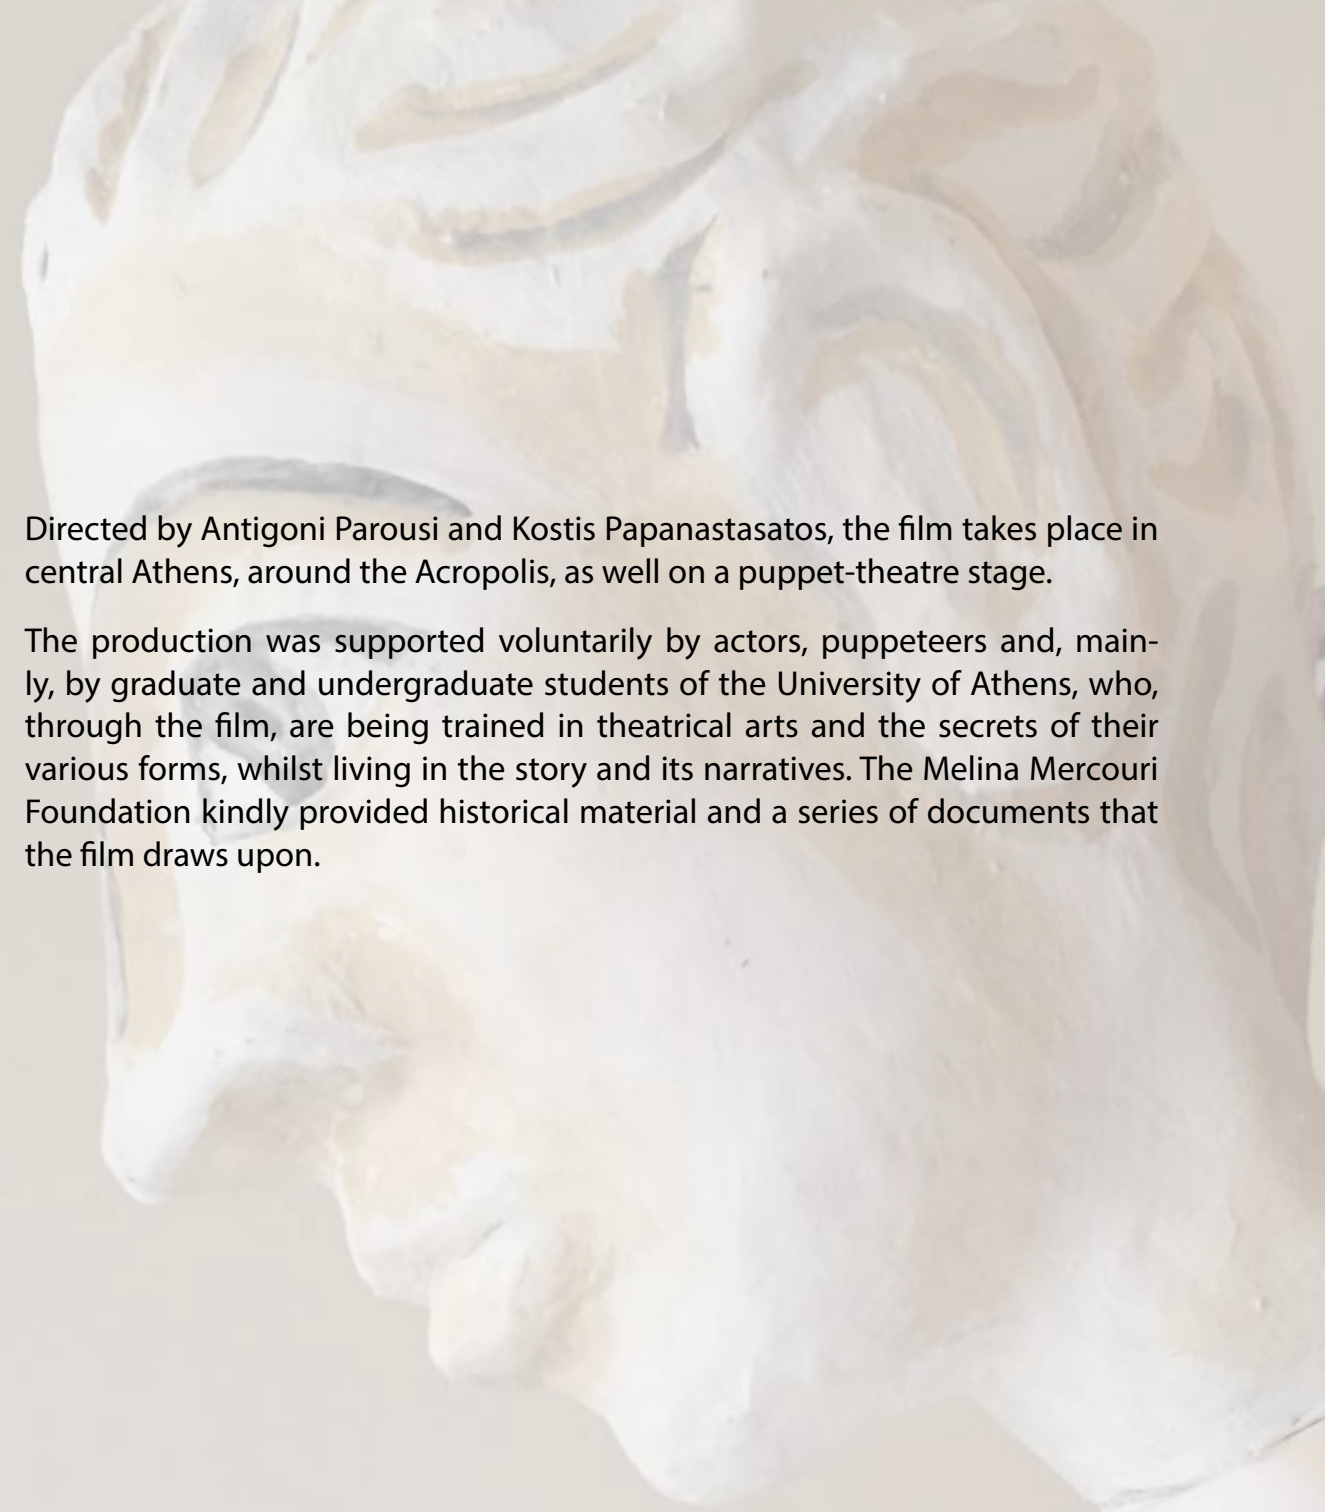 Directed by Antigoni Parousi and Kostis Papanastasatos, the film takes place in
central Athens, around the Acropolis, as well on a puppet-theatre stage.
The production was supported voluntarily by actors, puppeteers and, main-
ly, by graduate and undergraduate students of the University of Athens, who,
through the film, are being trained in theatrical arts and the secrets of their
various forms, whilst living in the story and its narratives. The Melina Mercouri
Foundation kindly provided historical material and a series of documents that
the film draws upon.